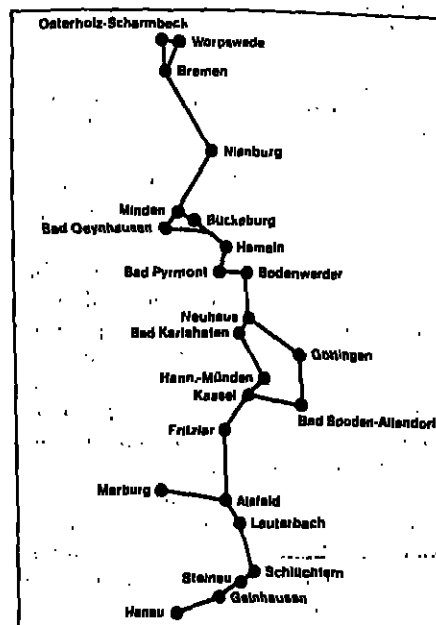 Osterholz-Scharmbeck
Worpswede
Bremen
Nienburg
Minden
Bückeburg
Bad Oeynhausen
Hameln
Bad Pyrmont
Bodenwerder
Neuhaus
Bad Karlshafen
Göttingen
Hann.-Münden
Kassel
Bad Sooden-Allendorf
Fritzlar
Marburg
Alsfeld
Lauterbach
Schlüchtern
Steinau
Gelnhausen
Hanau